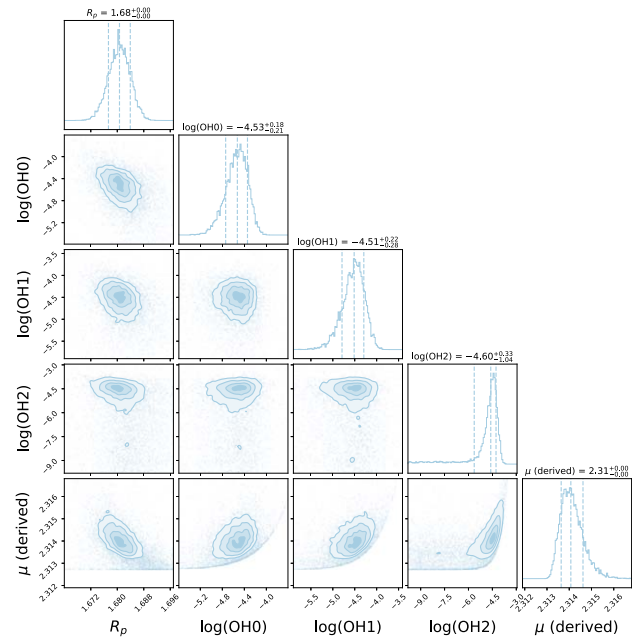 R_p = 1.68^{+0.00}_{-0.00}
log(OH0) = −4.53^{+0.18}_{-0.21}
−4.0
−4.4
−4.8
−5.2
log(OH0)
log(OH1) = −4.51^{+0.22}_{-0.28}
−3.5
−4.0
−4.5
−5.0
−5.5
log(OH1)
log(OH2) = −4.60^{+0.33}_{-1.04}
−3.0
−4.5
−6.0
−7.5
−9.0
log(OH2)
μ (derived) = 2.31^{+0.00}_{-0.00}
2.316
2.315
2.314
2.313
2.312
μ (derived)
1.672 1.680 1.688 1.696
−5.2 −4.8 −4.4 −4.0
−5.5 −5.0 −4.5 −4.0 −3.5
−9.0 −7.5 −6.0 −4.5 −3.0
2.312 2.313 2.314 2.315 2.316
R_p log(OH0) log(OH1) log(OH2) μ (derived)